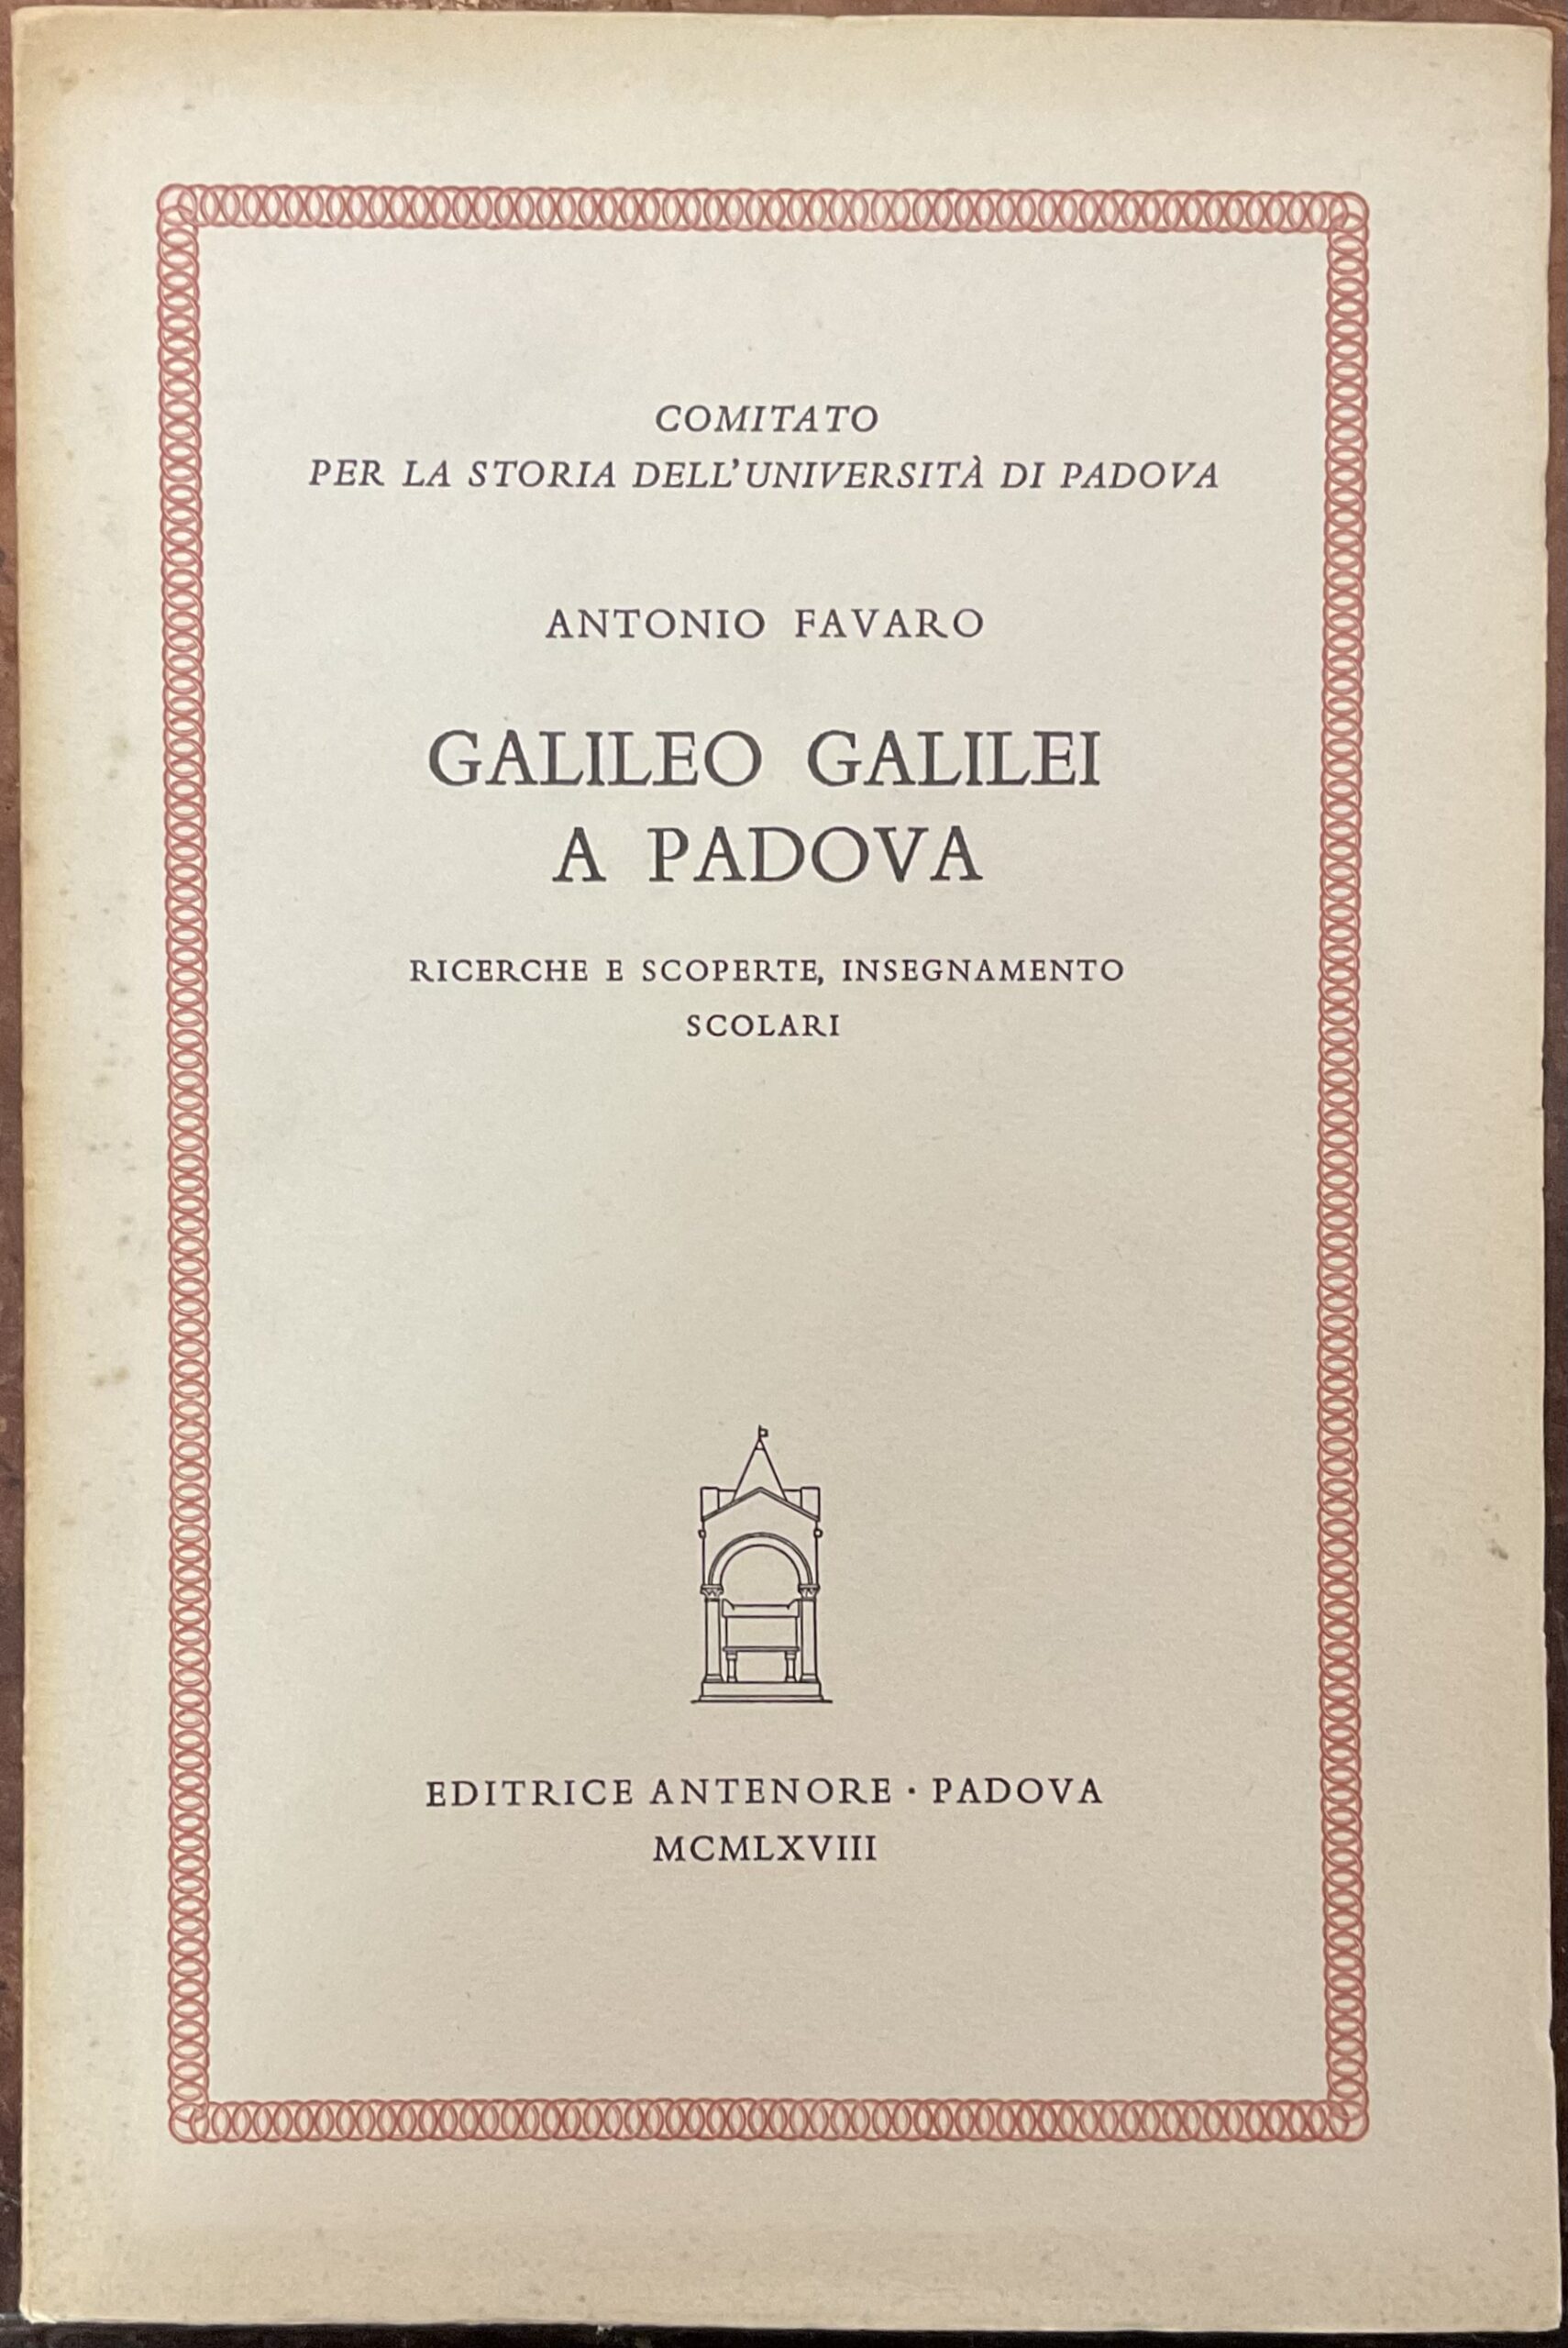 COMITATO
PER LA STORIA DELL'UNIVERSITÀ DI PADOVA
ANTONIO FAVARO
GALILEO GALILEI
A PADOVA
RICERCHE E SCOPERTE, INSEGNAMENTO
SCOLARI
EDITRICE ANTENORE · PADOVA
MCMLXVIII